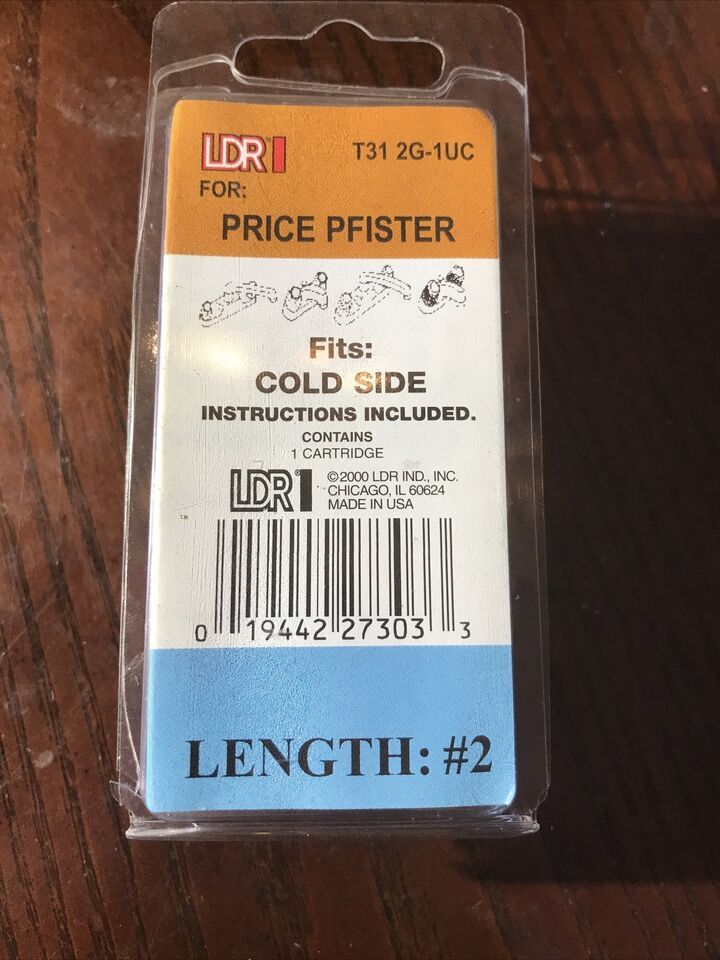 LDR T31 2G-1UC
FOR:
PRICE PFISTER
Fits:
COLD SIDE
INSTRUCTIONS INCLUDED.
CONTAINS
1 CARTRIDGE
LDR® ©2000 LDR IND., INC.
CHICAGO, IL 60624
MADE IN USA
0 19442 27303 3
LENGTH: #2